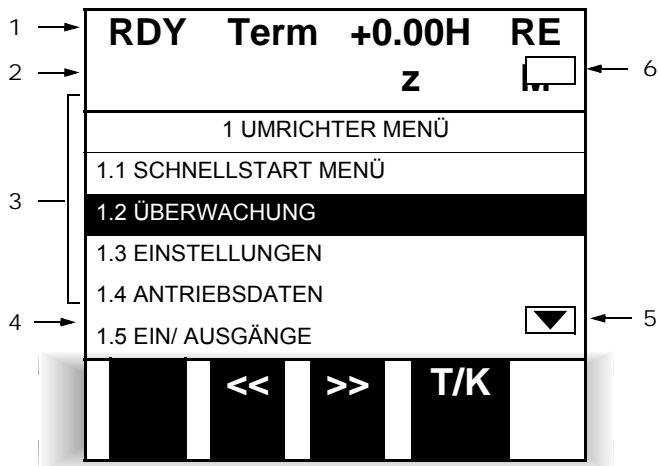 1 RDY Term +0.00H RE
2 z M 6
1 UMRICHTER MENÜ
1.1 SCHNELLSTART MENÜ
3 1.2 ÜBERWACHUNG
1.3 EINSTELLUNGEN
1.4 ANTRIEBSDATEN
4 1.5 EIN/ AUSGÄNGE 5
<< >> T/K